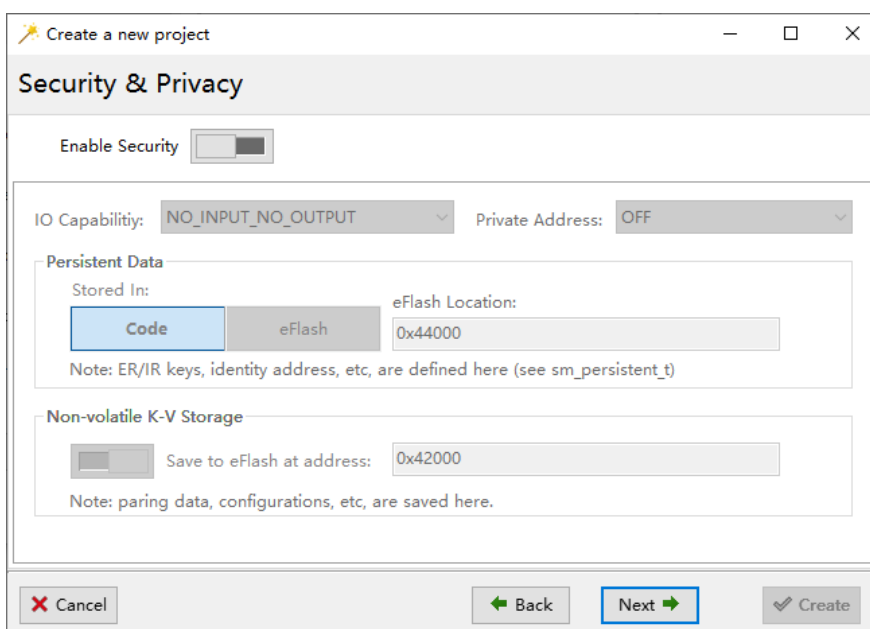 Create a new project
Security & Privacy
Enable Security
IO Capabilitiy: NO_INPUT_NO_OUTPUT Private Address: OFF
Persistent Data
Stored In:
eFlash Location:
Code eFlash 0x44000
Note: ER/IR keys, identity address, etc, are defined here (see sm_persistent_t)
Non-volatile K-V Storage
Save to eFlash at address: 0x42000
Note: paring data, configurations, etc, are saved here.
Cancel Back Next Create